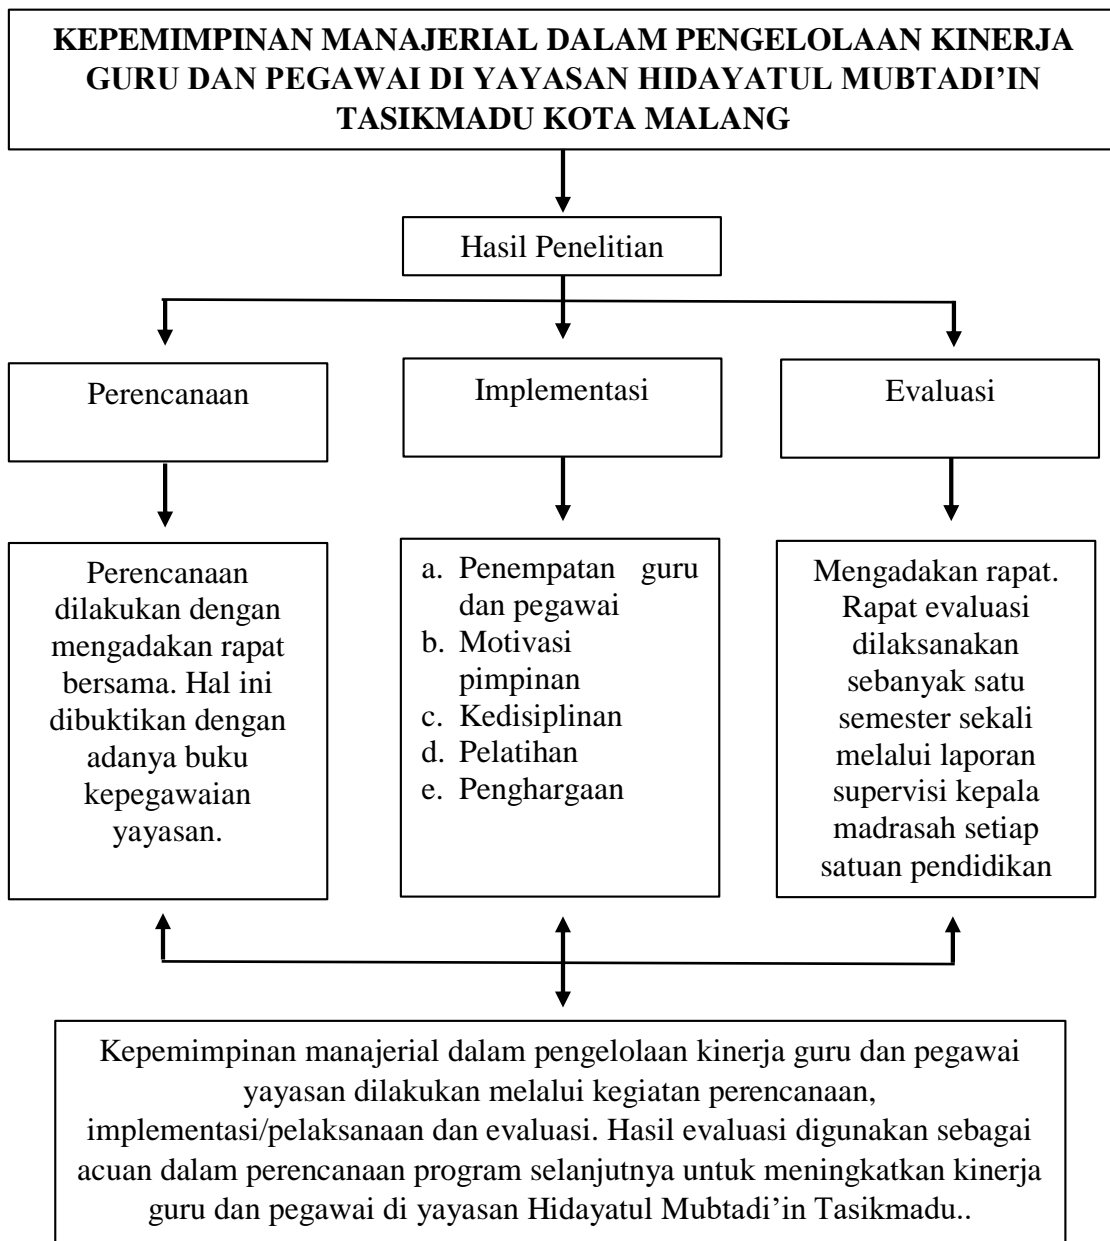 KEPEMIMPINAN MANAJERIAL DALAM PENGELOLAAN KINERJA
GURU DAN PEGAWAI DI YAYASAN HIDAYATUL MUBTADI’IN
TASIKMADU KOTA MALANG
Hasil Penelitian
Perencanaan
Implementasi
Evaluasi
Perencanaan
dilakukan dengan
mengadakan rapat
bersama. Hal ini
dibuktikan dengan
adanya buku
kepegawaian
yayasan.
a. Penempatan guru
dan pegawai
b. Motivasi
pimpinan
c. Kedisiplinan
d. Pelatihan
e. Penghargaan
Mengadakan rapat.
Rapat evaluasi
dilaksanakan
sebanyak satu
semester sekali
melalui laporan
supervisi kepala
madrasah setiap
satuan pendidikan
Kepemimpinan manajerial dalam pengelolaan kinerja guru dan pegawai
yayasan dilakukan melalui kegiatan perencanaan,
implementasi/pelaksanaan dan evaluasi. Hasil evaluasi digunakan sebagai
acuan dalam perencanaan program selanjutnya untuk meningkatkan kinerja
guru dan pegawai di yayasan Hidayatul Mubtadi’in Tasikmadu..